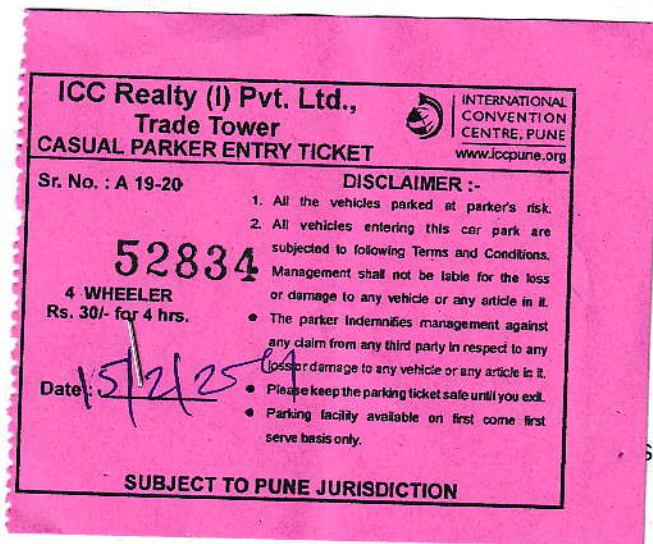 ICC Realty (I) Pvt. Ltd.,
Trade Tower
CASUAL PARKER ENTRY TICKET
INTERNATIONAL
CONVENTION
CENTRE, PUNE
www.iccpune.org
Sr. No. : A 19-20
52834
4 WHEELER
Rs. 30/- for 4 hrs.
Date : 15/2/25
DISCLAIMER :-
1. All the vehicles parked at parker's risk.
2. All vehicles entering this car park are
subjected to following Terms and Conditions.
Management shall not be lable for the loss
or damage to any vehicle or any article in it.
• The parker Indemnifies management against
any claim from any third party in respect to any
loss or damage to any vehicle or any article in it.
• Please keep the parking ticket safe until you exit.
• Parking facility available on first come first
serve basis only.
SUBJECT TO PUNE JURISDICTION